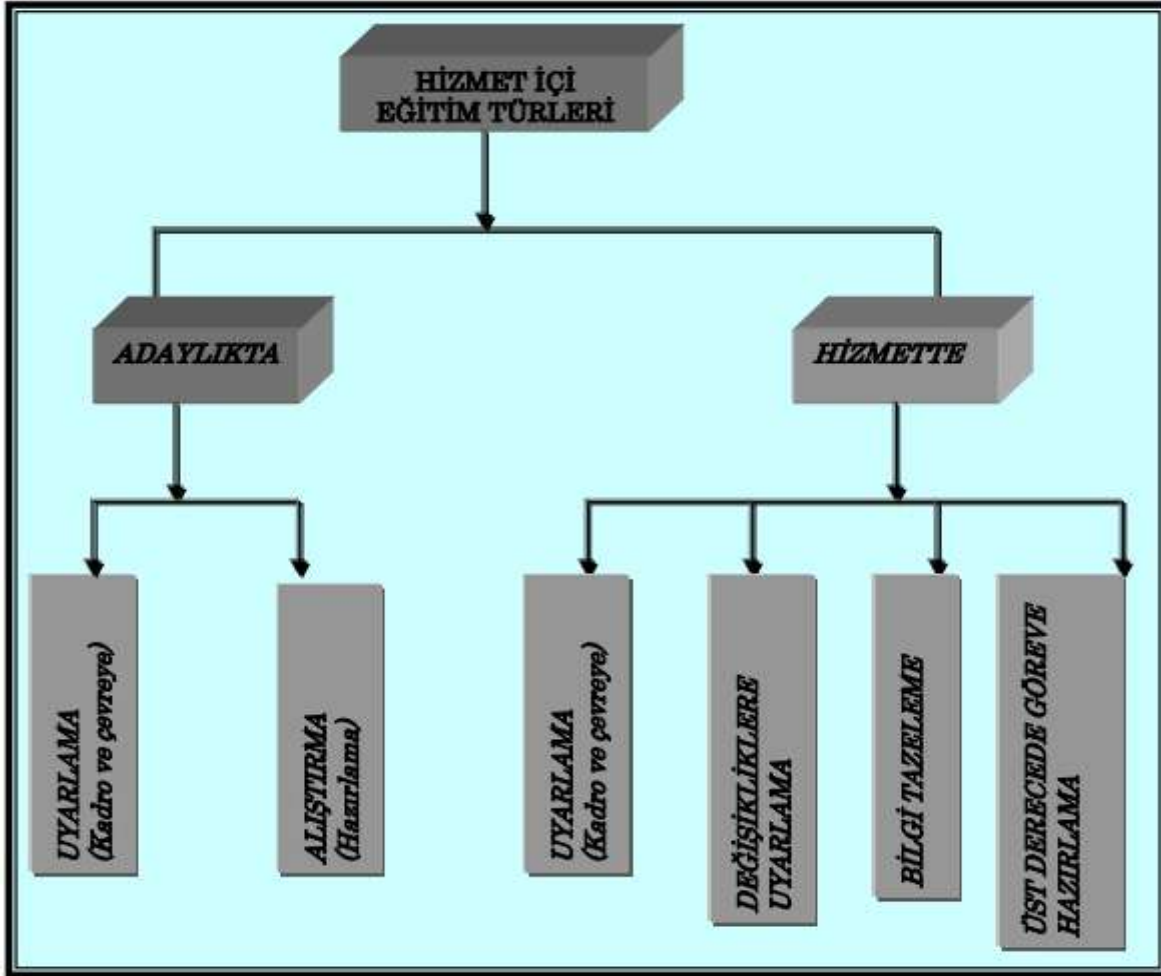 HİZMET İÇİ
EĞİTİM TÜRLERİ
ADAYLIKTA
HİZMETTE
UYARLAMA
(Kadro ve çevreye)
ALIŞTIRMA
(Hazırlama)
UYARLAMA
(Kadro ve çevreye)
DEĞİŞİKLİKLERE
UYARLAMA
BİLGİ TAZELEME
ÜST DERECEDE GÖREVE
HAZIRLAMA